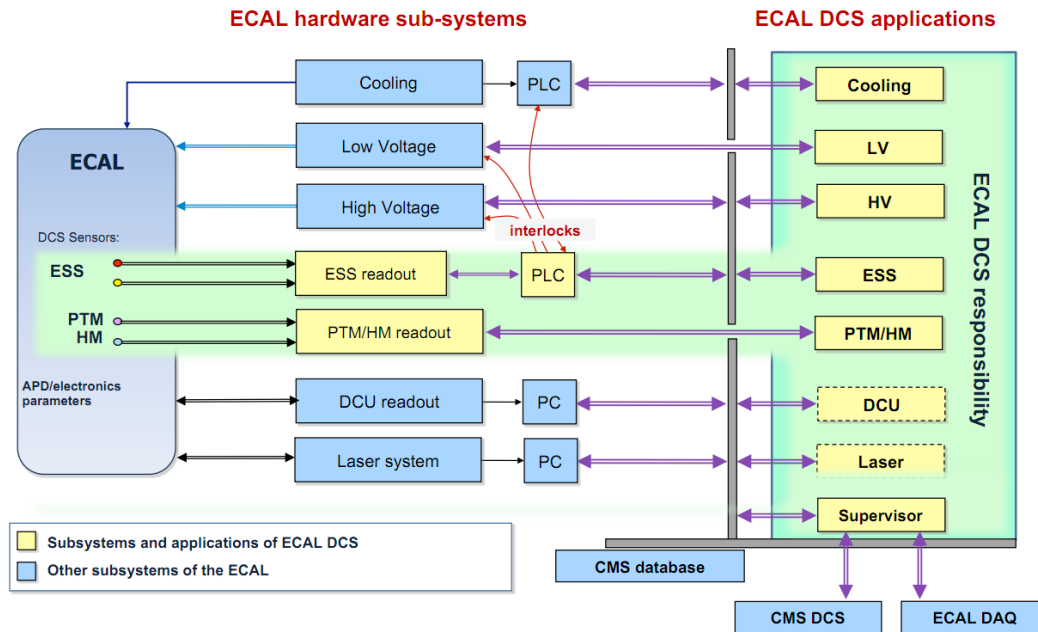 ECAL hardware sub-systems
ECAL DCS applications
Cooling
PLC
Cooling
ECAL
Low Voltage
LV
High Voltage
HV
interlocks
DCS Sensors:
ESS
ESS readout
PLC
ESS
PTM
HM
PTM/HM readout
PTM/HM
APD/electronics
parameters
DCU readout
PC
DCU
Laser system
PC
Laser
Supervisor
ECAL DCS responsibility
Subsystems and applications of ECAL DCS
Other subsystems of the ECAL
CMS database
CMS DCS
ECAL DAQ